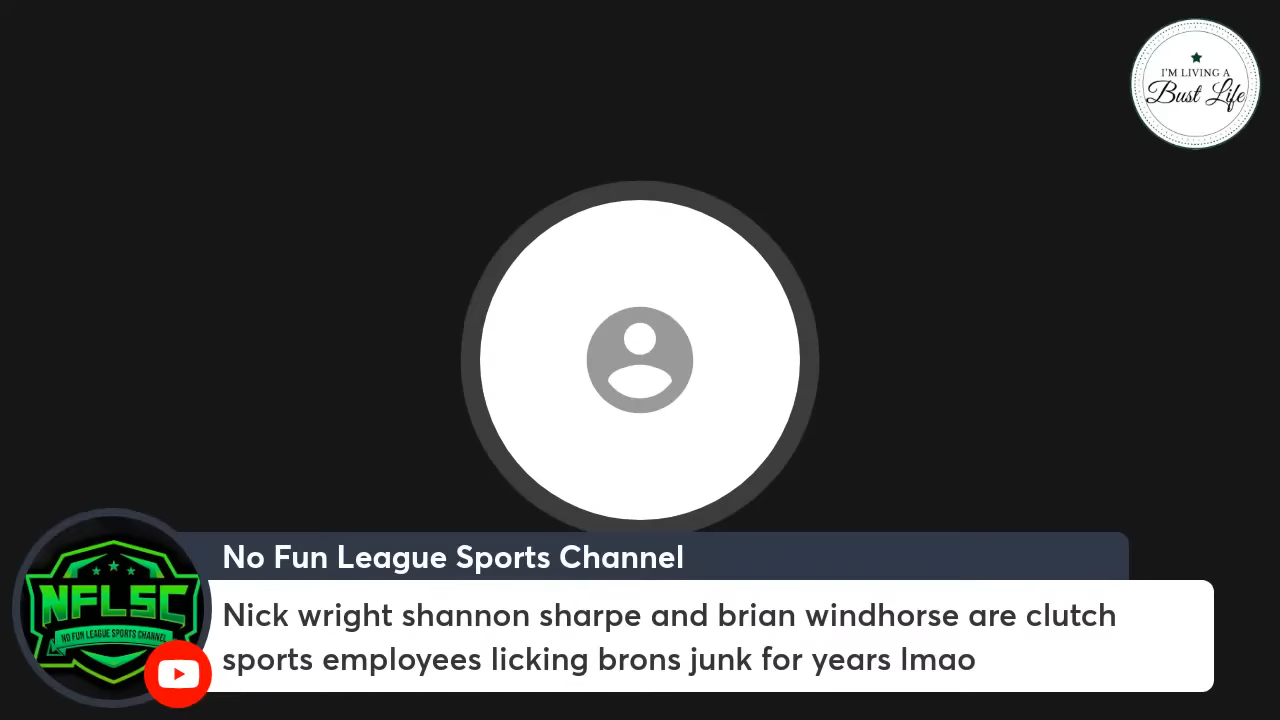 I'M LIVING A
Bust Life
No Fun League Sports Channel
NFLSC
NO FUN LEAGUE SPORTS CHANNEL
Nick wright shannon sharpe and brian windhorse are clutch
sports employees licking brons junk for years lmao